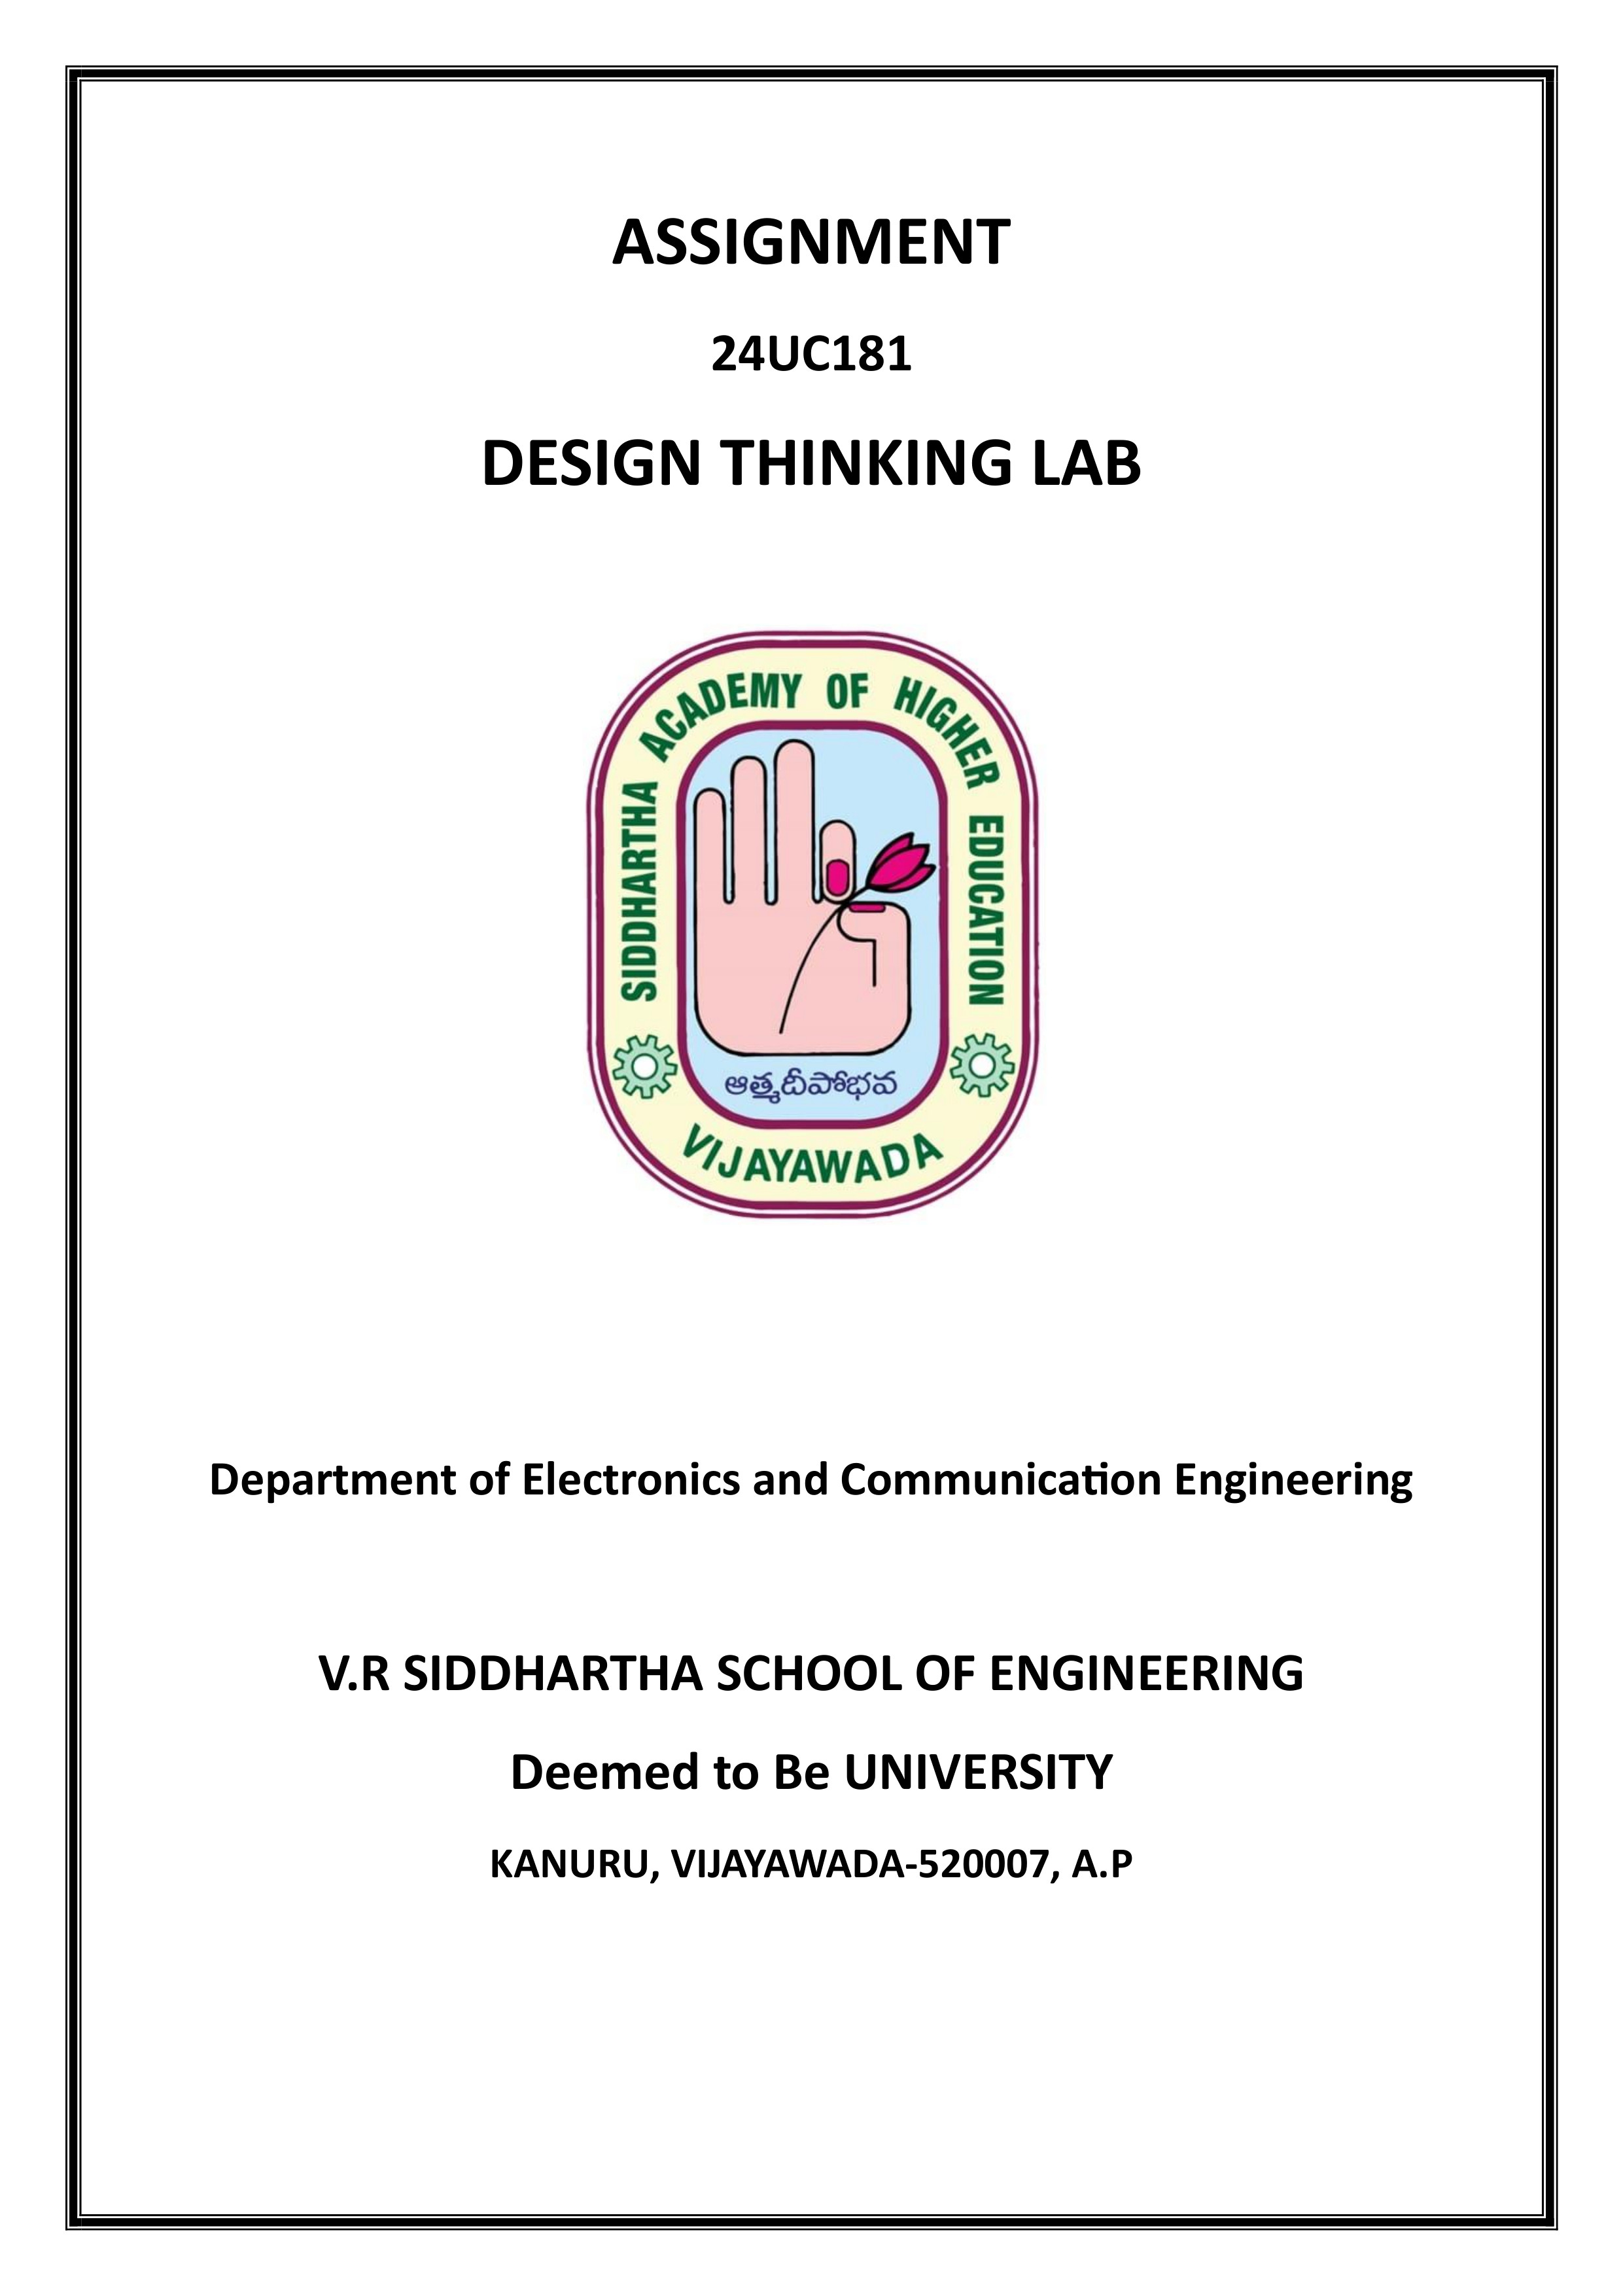 ASSIGNMENT
24UC181
DESIGN THINKING LAB
SIDDHARTHA ACADEMY OF HIGHER EDUCATION
ఆత్మదీపోభవ
VIJAYAWADA
Department of Electronics and Communication Engineering
V.R SIDDHARTHA SCHOOL OF ENGINEERING
Deemed to Be UNIVERSITY
KANURU, VIJAYAWADA-520007, A.P